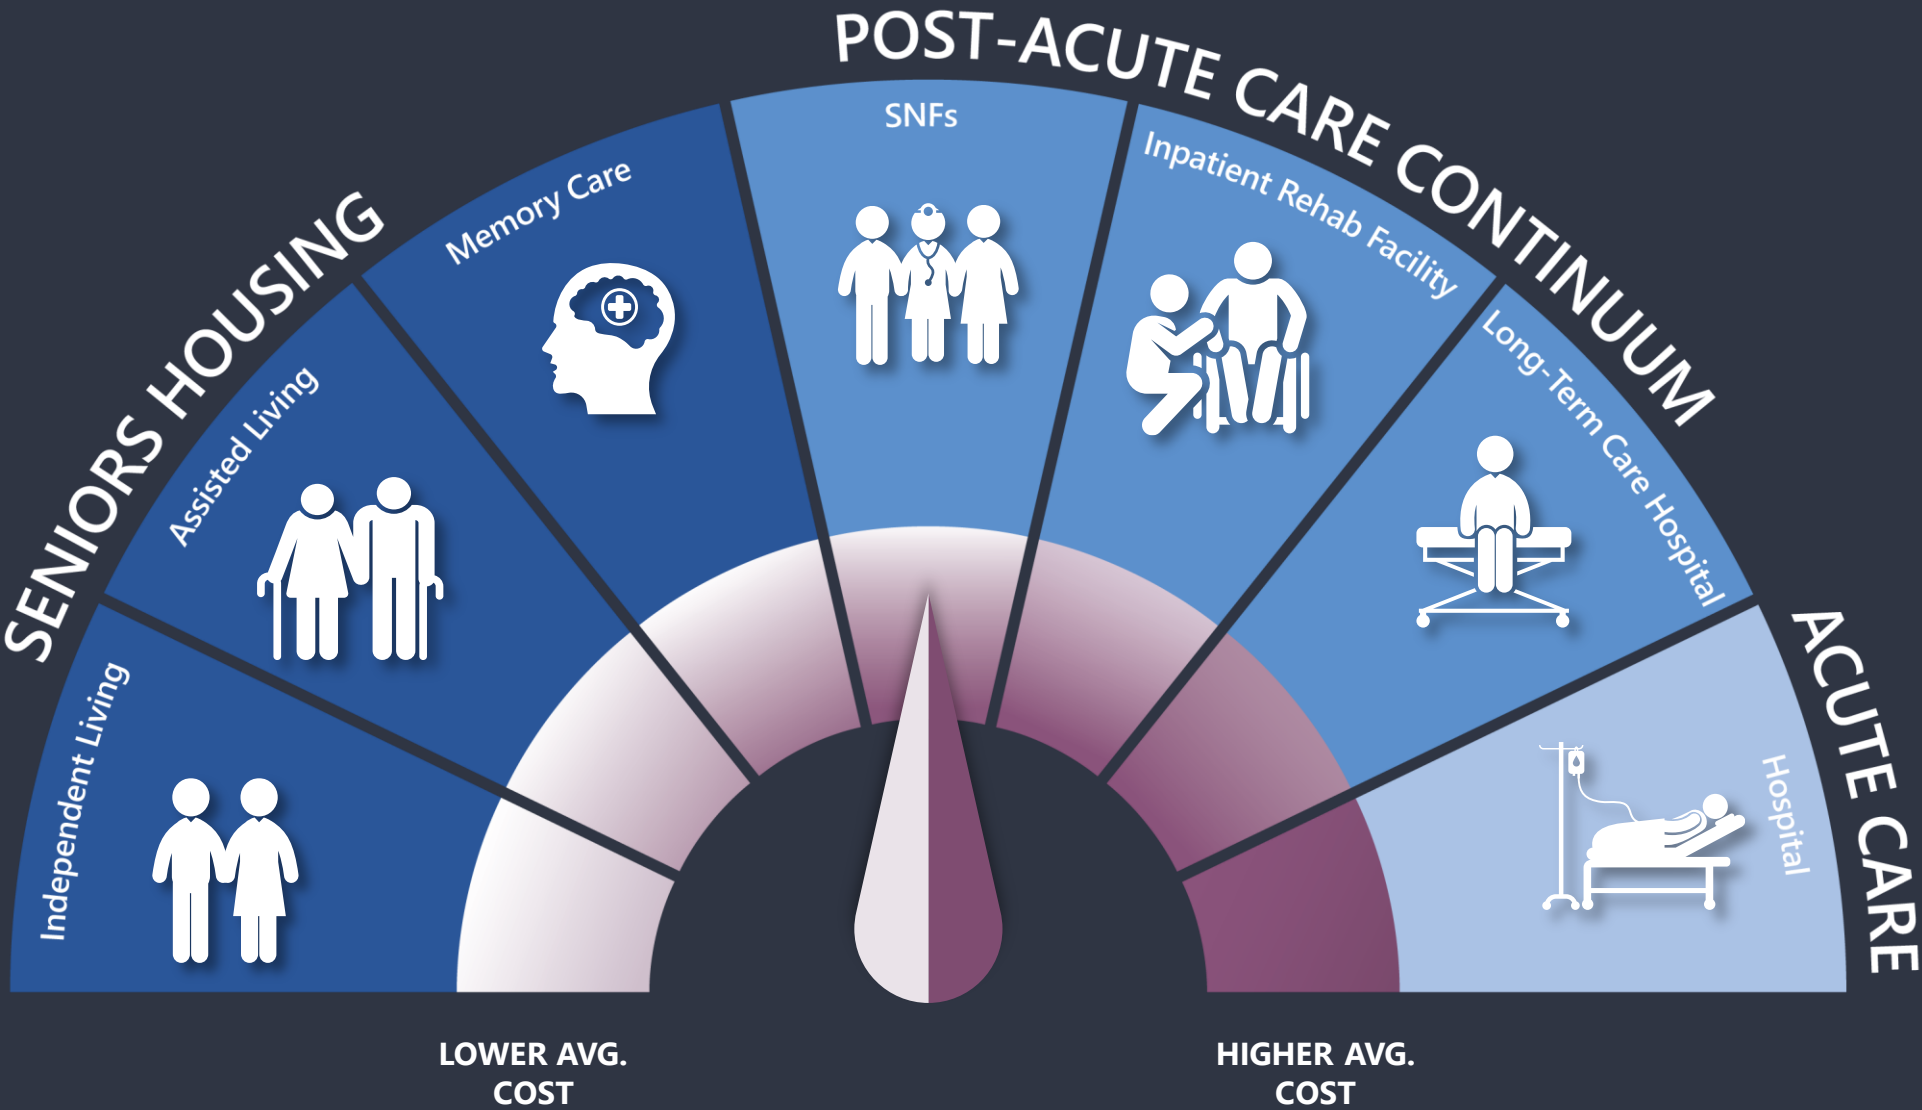 POST-ACUTE CARE CONTINUUM
SENIORS HOUSING
ACUTE CARE
Independent Living
Assisted Living
Memory Care
SNFs
Inpatient Rehab Facility
Long-Term Care Hospital
Hospital
LOWER AVG.
COST
HIGHER AVG.
COST